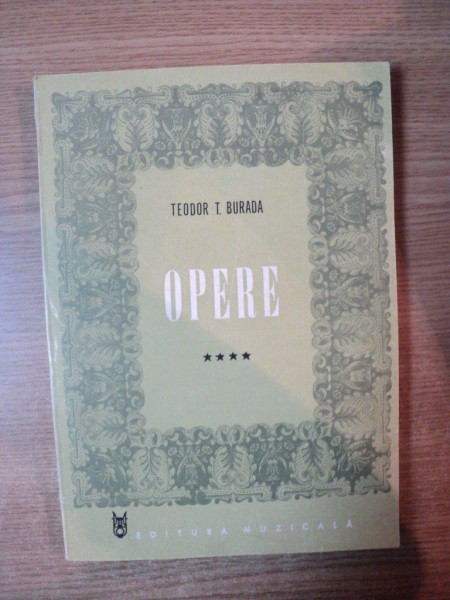 TEODOR T. BURADA
OPERE
★★★★
EDITURA MUZICALĂ